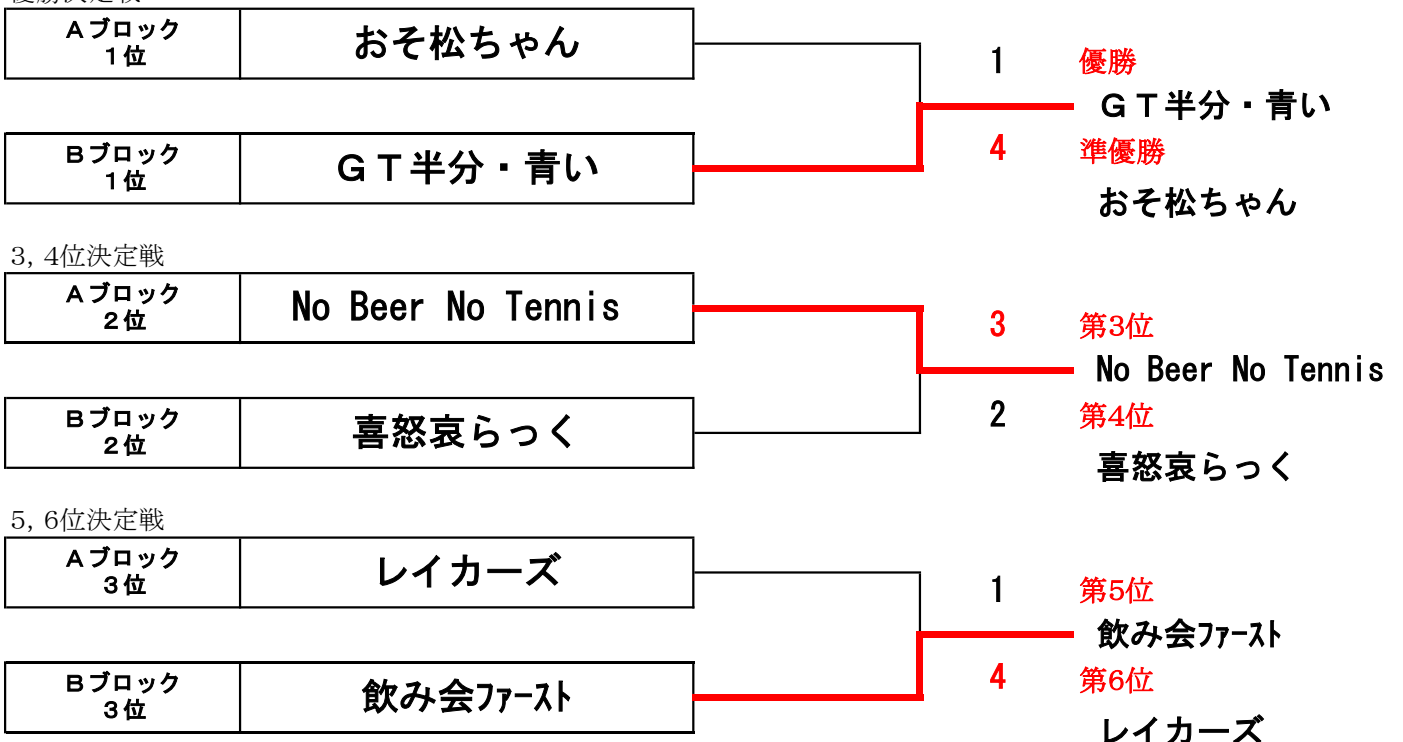 優勝決定戦
Aブロック
1位
おそ松ちゃん
1
優勝
GT半分・青い
Bブロック
1位
GT半分・青い
4
準優勝
おそ松ちゃん
3，4位決定戦
Aブロック
2位
No Beer No Tennis
3
第3位
No Beer No Tennis
Bブロック
2位
喜怒哀らっく
2
第4位
喜怒哀らっく
5，6位決定戦
Aブロック
3位
レイカーズ
1
第5位
飲み会ﾌｧｰｽﾄ
Bブロック
3位
飲み会ﾌｧｰｽﾄ
4
第6位
レイカーズ